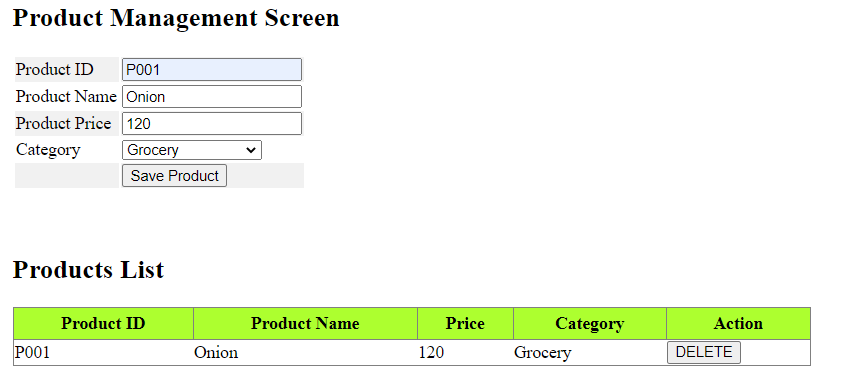 Product Management Screen
Product ID P001
Product Name Onion
Product Price 120
Category Grocery
Save Product
Products List
Product ID Product Name Price Category Action
P001 Onion 120 Grocery DELETE